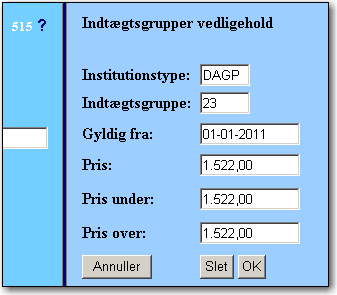 515 ?
Indtægtsgrupper vedligehold
Institutionstype: DAGP
Indtægtsgruppe: 23
Gyldig fra: 01-01-2011
Pris: 1.522,00
Pris under: 1.522,00
Pris over: 1.522,00
Annuller Slet OK